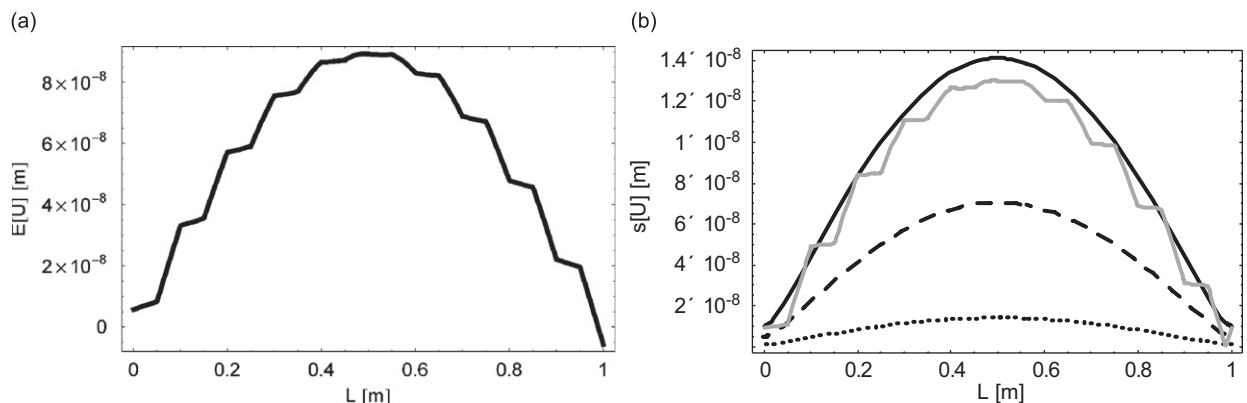 (a)
(b)
E[U] [m]
8×10⁻⁸
6×10⁻⁸
4×10⁻⁸
2×10⁻⁸
0
0 0.2 0.4 0.6 0.8 1
L [m]
s[U] [m]
1.4´ 10⁻⁸
1.2´ 10⁻⁸
1´ 10⁻⁸
8´ 10⁻⁸
6´ 10⁻⁸
4´ 10⁻⁸
2´ 10⁻⁸
0 0.2 0.4 0.6 0.8 1
L [m]